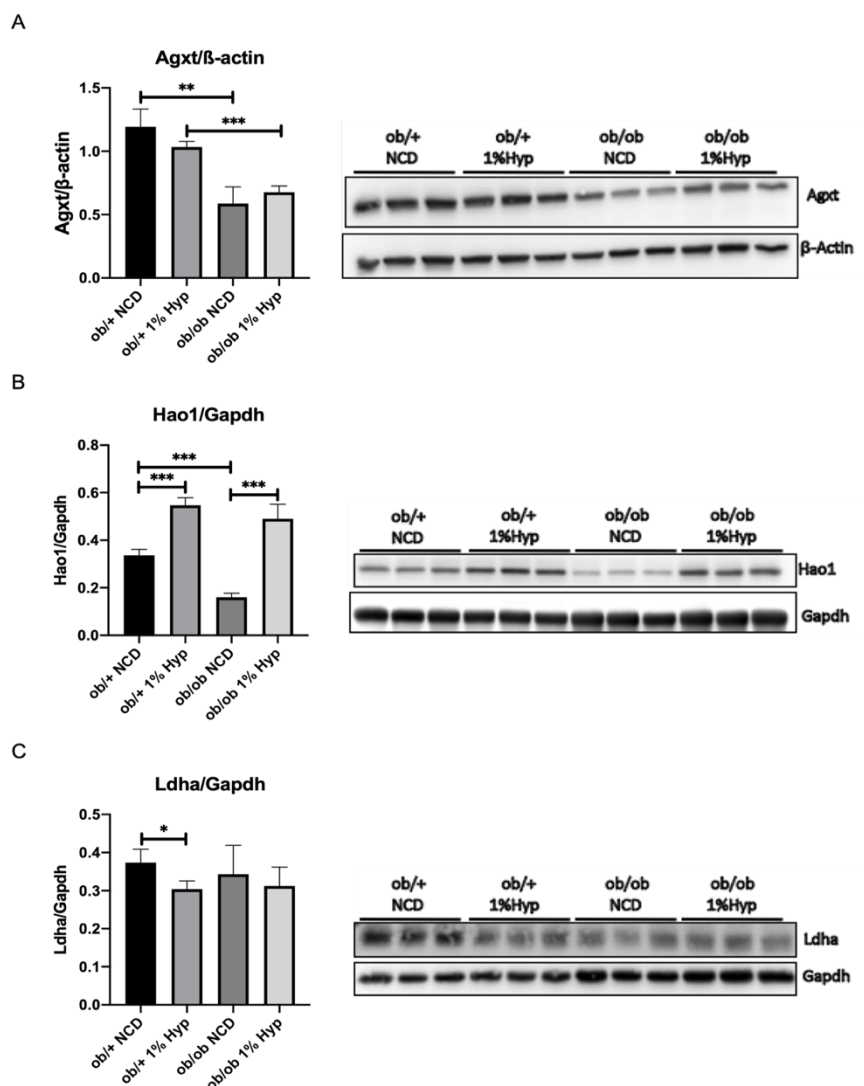 A
Agxt/ß-actin
Agxt/β-actin
1.5
1.0
0.5
0.0
**
***
ob/+ NCD
ob/+ 1% Hyp
ob/ob NCD
ob/ob 1% Hyp
ob/+ ob/+ ob/ob ob/ob
NCD 1%Hyp NCD 1%Hyp
Agxt
β-Actin
B
Hao1/Gapdh
Hao1/Gapdh
0.8
0.6
0.4
0.2
0.0
***
***
***
ob/+ NCD
ob/+ 1% Hyp
ob/ob NCD
ob/ob 1% Hyp
ob/+ ob/+ ob/ob ob/ob
NCD 1%Hyp NCD 1%Hyp
Hao1
Gapdh
C
Ldha/Gapdh
Ldha/Gapdh
0.5
0.4
0.3
0.2
0.1
0.0
*
ob/+ NCD
ob/+ 1% Hyp
ob/ob NCD
ob/ob 1% Hyp
ob/+ ob/+ ob/ob ob/ob
NCD 1%Hyp NCD 1%Hyp
Ldha
Gapdh